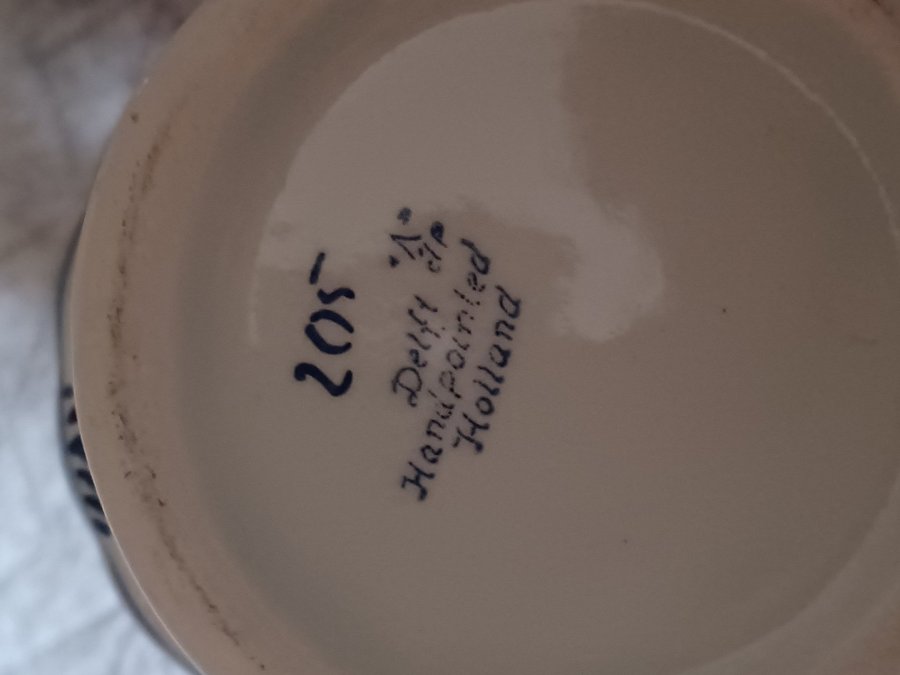 205
Delft
Handpainted
Holland